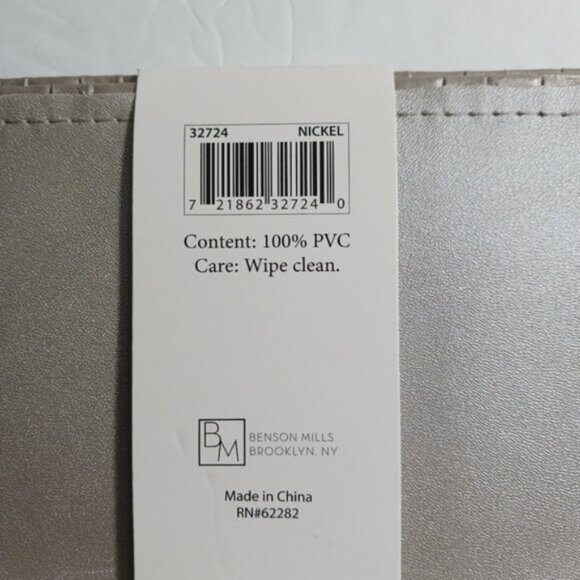 32724 NICKEL
7 21862 32724 0
Content: 100% PVC
Care: Wipe clean.
BM
BENSON MILLS
BROOKLYN, NY
Made in China
RN#62282